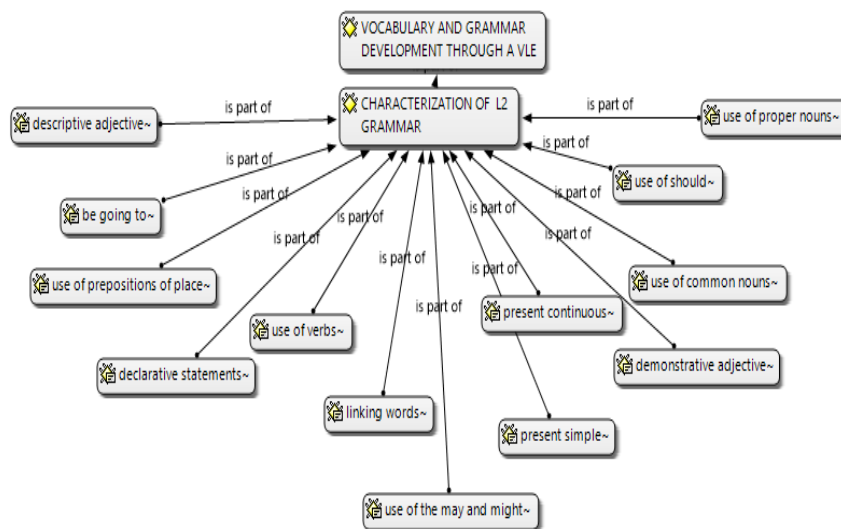 VOCABULARY AND GRAMMAR
DEVELOPMENT THROUGH A VLE
CHARACTERIZATION OF L2
GRAMMAR
is part of
is part of
descriptive adjective~
use of proper nouns~
is part of
is part of
use of should~
be going to~
is part of
is part of
is part of
is part of
is part of
is part of
use of prepositions of place~
is part of
is part of
use of common nouns~
is part of
present continuous~
use of verbs~
declarative statements~
demonstrative adjective~
linking words~
present simple~
use of the may and might~